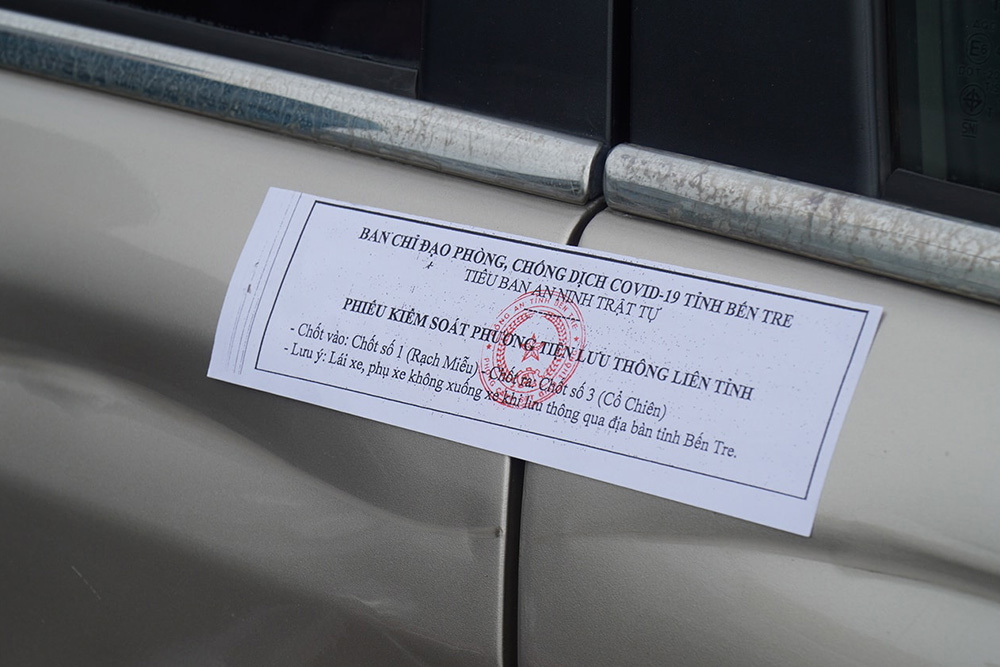 BAN CHỈ ĐẠO PHÒNG, CHỐNG DỊCH COVID-19 TỈNH BẾN TRE
TIỂU BAN AN NINH TRẬT TỰ
PHIẾU KIỂM SOÁT PHƯƠNG TIỆN LƯU THÔNG LIÊN TỈNH
- Chốt vào: Chốt số 1 (Rạch Miễu) - Chốt ra: Chốt số 3 (Cổ Chiên)
- Lưu ý: Lái xe, phụ xe không xuống xe khi lưu thông qua địa bàn tỉnh Bến Tre.